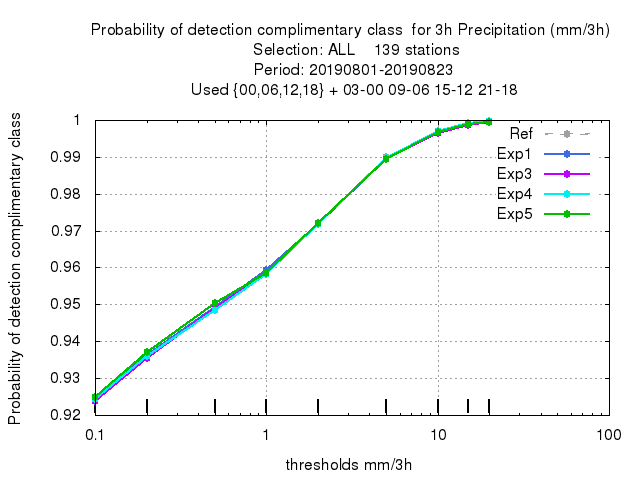 Probability of detection complimentary class  for 3h Precipitation (mm/3h)
Selection: ALL    139 stations
Period: 20190801-20190823
Used {00,06,12,18} + 03-00 09-06 15-12 21-18
Probability of detection complimentary class
1
0.99
0.98
0.97
0.96
0.95
0.94
0.93
0.92
Ref
Exp1
Exp3
Exp4
Exp5
0.1
1
10
100
thresholds mm/3h